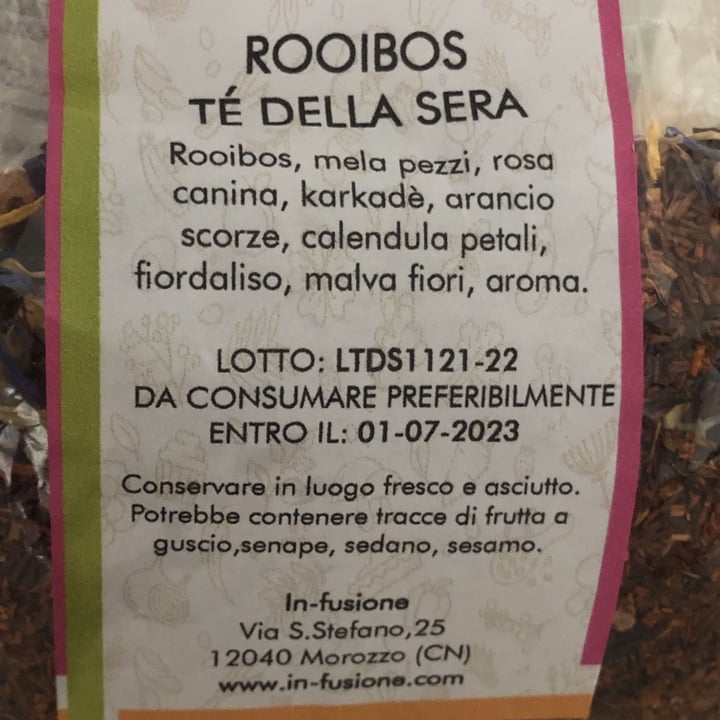 ROOIBOS
TÉ DELLA SERA
Rooibos, mela pezzi, rosa
canina, karkadè, arancio
scorze, calendula petali,
fiordaliso, malva fiori, aroma.
LOTTO: LTDS1121-22
DA CONSUMARE PREFERIBILMENTE
ENTRO IL: 01-07-2023
Conservare in luogo fresco e asciutto.
Potrebbe contenere tracce di frutta a
guscio,senape, sedano, sesamo.
In-fusione
Via S.Stefano,25
12040 Morozzo (CN)
www.in-fusione.com